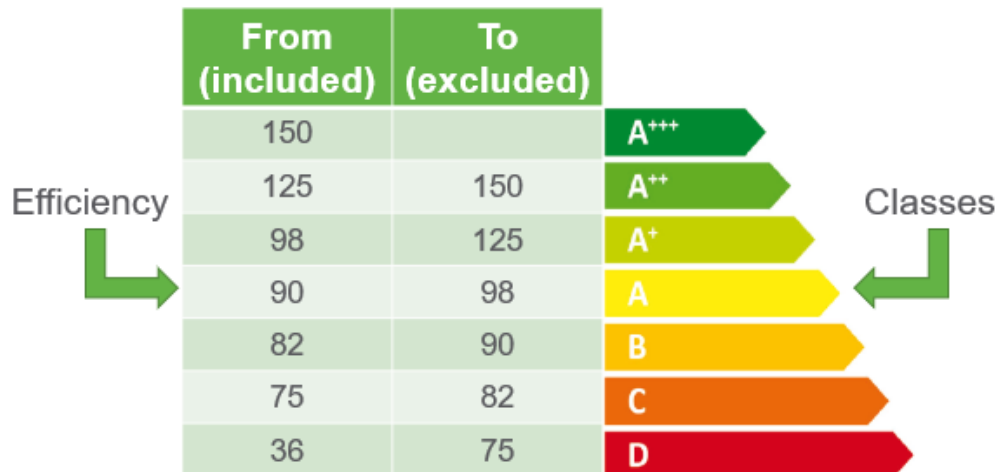 From
(included)
To
(excluded)
150
A+++
125 150
A++
98 125
A+
90 98
A
82 90
B
75 82
C
36 75
D
Efficiency
Classes